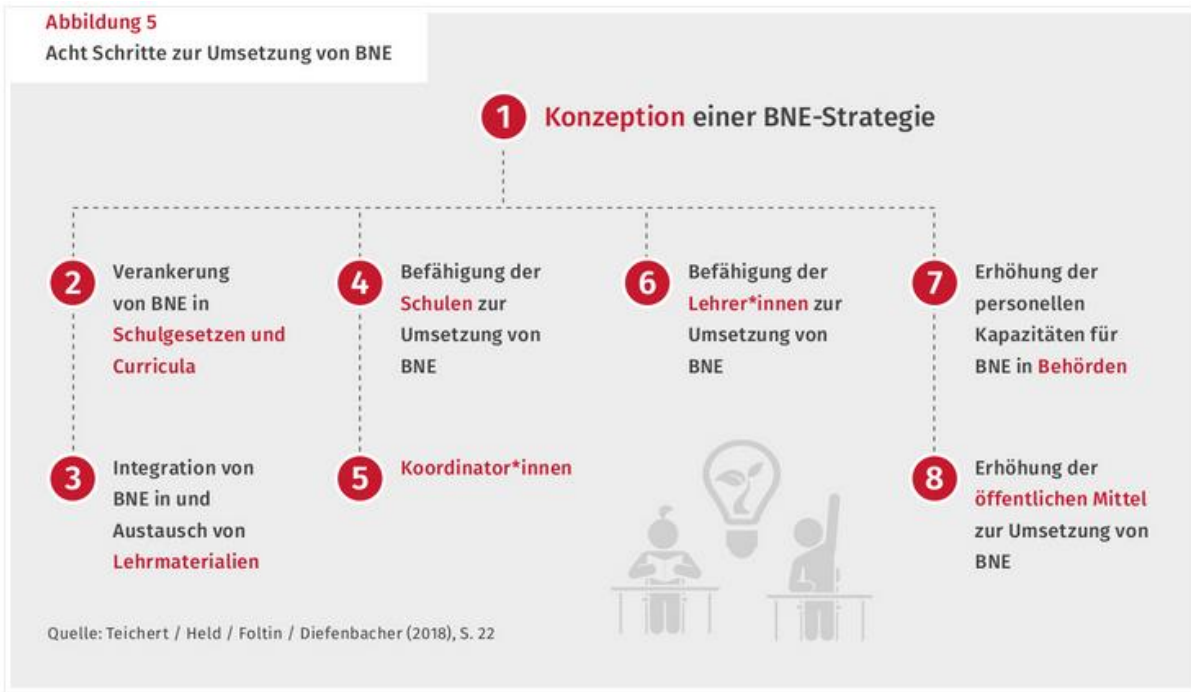 Abbildung 5
Acht Schritte zur Umsetzung von BNE
1 Konzeption einer BNE-Strategie
2 Verankerung
von BNE in
Schulgesetzen und
Curricula
3 Integration von
BNE in und
Austausch von
Lehrmaterialien
4 Befähigung der
Schulen zur
Umsetzung von
BNE
5 Koordinator*innen
6 Befähigung der
Lehrer*innen zur
Umsetzung von
BNE
7 Erhöhung der
personellen
Kapazitäten für
BNE in Behörden
8 Erhöhung der
öffentlichen Mittel
zur Umsetzung von
BNE
Quelle: Teichert / Held / Foltin / Diefenbacher (2018), S. 22